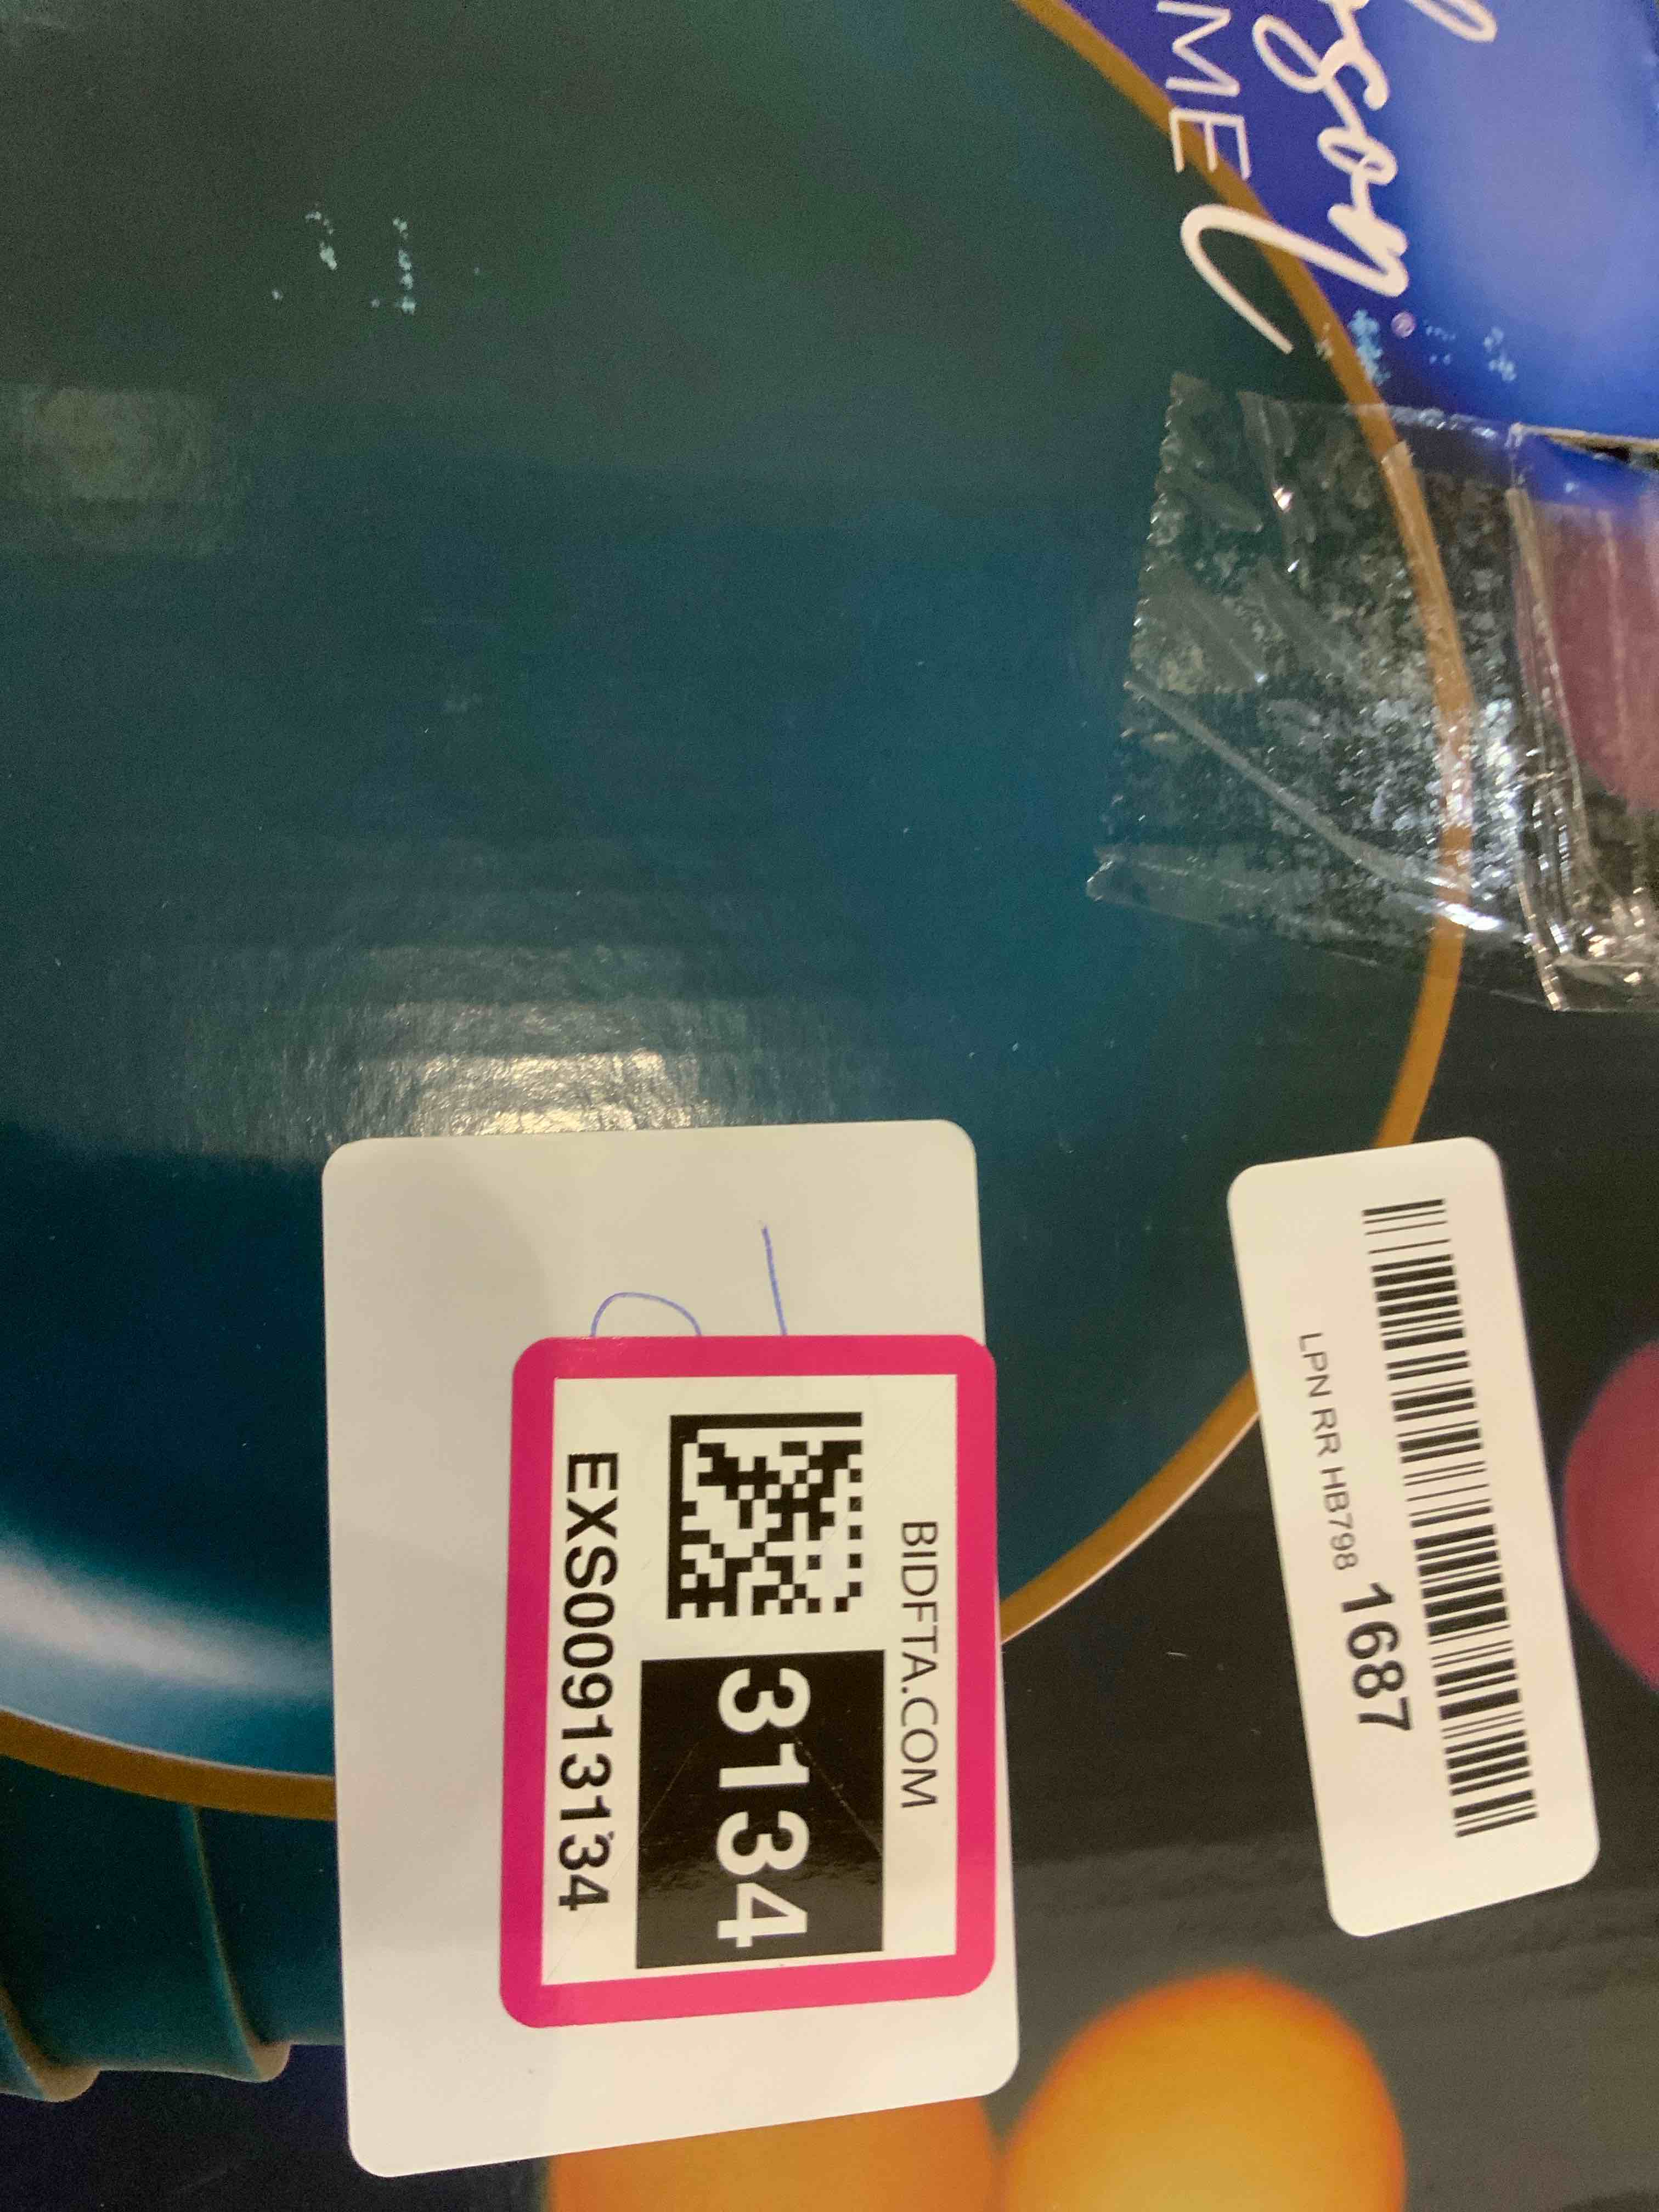 ME
®
BIDFTA.COM
3134
EXS00913134
LPN RR HB798 1687